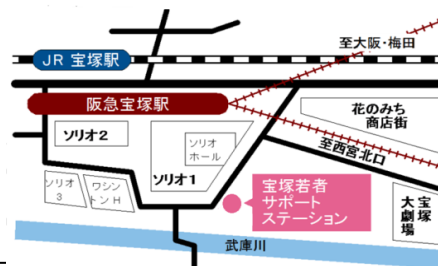 至大阪・梅田
JR 宝塚駅
阪急宝塚駅
花のみち
商店街
ソリオ2
ソリオ
ホール
至西宮北口
ソリオ1
ソリオ
3
ワシン
トンH
宝塚若者
サポート
ステーション
宝塚
大劇場
武庫川